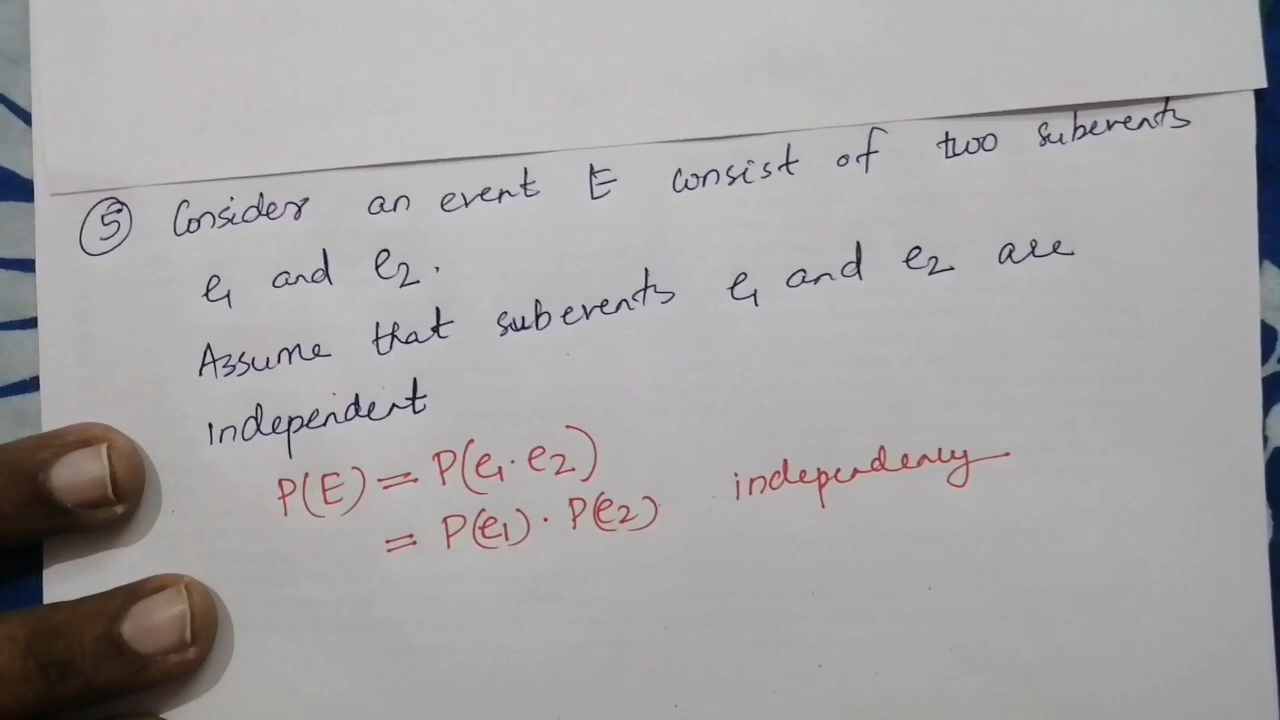 ⑤ Consider an event E consist of two subevents
e₁ and e₂.
Assume that subevents e₁ and e₂ are
independent
P(E) = P(e₁·e₂)
= P(e₁) · P(e₂) independency